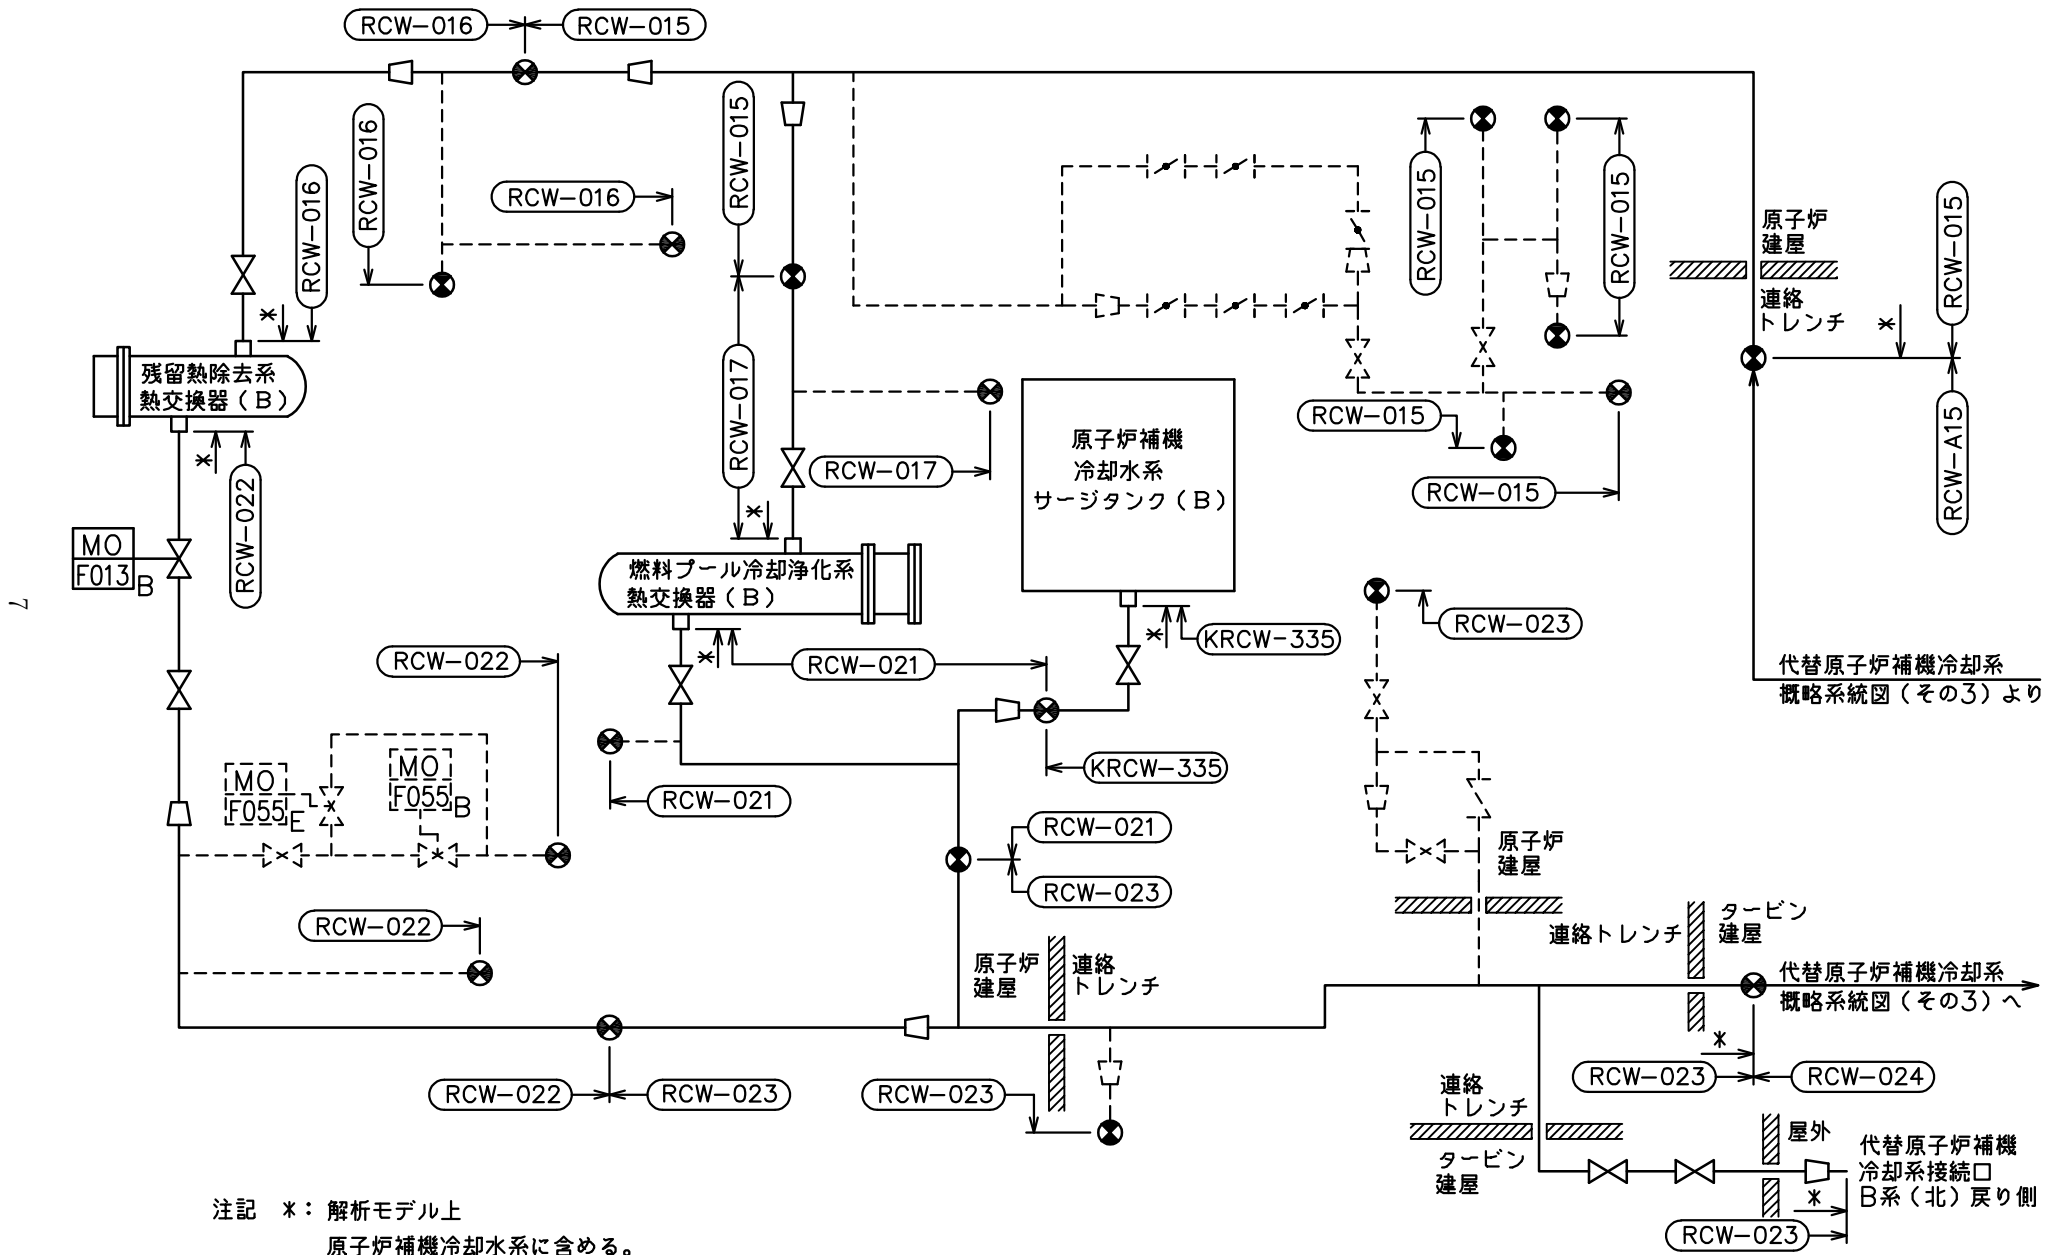 RCW-016
RCW-015
RCW-016
RCW-016
RCW-016
RCW-015
RCW-017
RCW-015
RCW-015
原子炉
建屋
連絡
トレンチ
*
RCW-015
RCW-A15
*
残留熱除去系
熱交換器(B)
*
RCW-022
MO
F013
B
RCW-017
*
燃料プール冷却浄化系
熱交換器(B)
原子炉補機
冷却水系
サージタンク(B)
RCW-015
RCW-015
*
RCW-021
*
KRCW-335
RCW-023
代替原子炉補機冷却系
概略系統図(その3)より
7
RCW-022
MO
F055
E
MO
F055
B
RCW-021
KRCW-335
RCW-021
RCW-023
原子炉
建屋
RCW-022
原子炉
建屋
連絡
トレンチ
連絡トレンチ
タービン
建屋
代替原子炉補機冷却系
概略系統図(その3)へ
*
RCW-023
RCW-024
RCW-022
RCW-023
RCW-023
連絡
トレンチ
タービン
建屋
屋外
代替原子炉補機
冷却系接続口
B系(北)戻り側
*
RCW-023
注記 *:解析モデル上
原子炉補機冷却水系に含める。